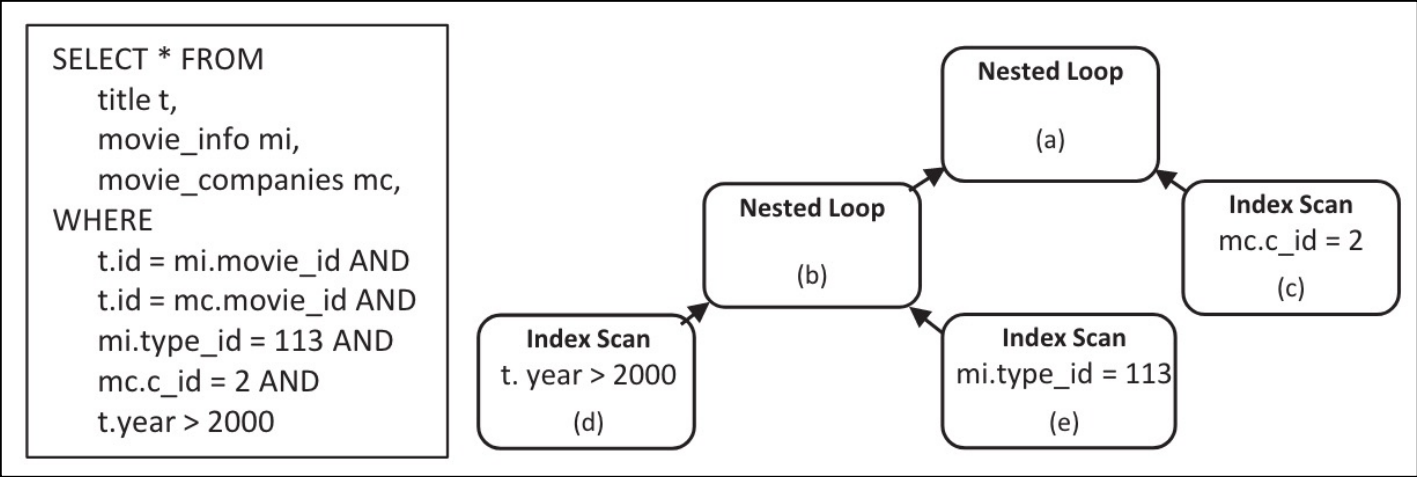 SELECT * FROM
title t,
movie_info mi,
movie_companies mc,
WHERE
t.id = mi.movie_id AND
t.id = mc.movie_id AND
mi.type_id = 113 AND
mc.c_id = 2 AND
t.year > 2000
Nested Loop
(a)
Nested Loop
(b)
Index Scan
mc.c_id = 2
(c)
Index Scan
t. year > 2000
(d)
Index Scan
mi.type_id = 113
(e)